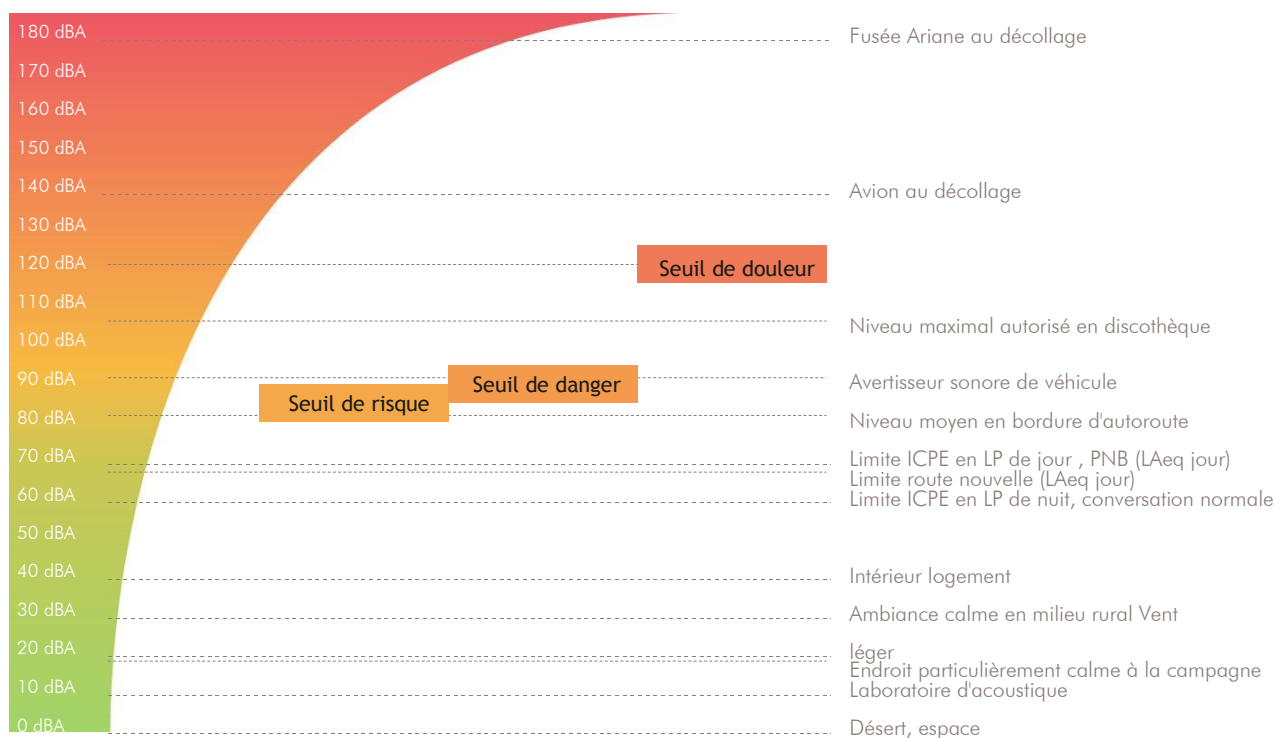 180 dBA
Fusée Ariane au décollage
170 dBA
160 dBA
150 dBA
140 dBA
Avion au décollage
130 dBA
120 dBA
Seuil de douleur
110 dBA
Niveau maximal autorisé en discothèque
100 dBA
90 dBA
Avertisseur sonore de véhicule
Seuil de danger
Seuil de risque
80 dBA
Niveau moyen en bordure d'autoroute
70 dBA
Limite ICPE en LP de jour , PNB (LAeq jour)
Limite route nouvelle (LAeq jour)
60 dBA
Limite ICPE en LP de nuit, conversation normale
50 dBA
40 dBA
Intérieur logement
30 dBA
Ambiance calme en milieu rural Vent
20 dBA
léger
Endroit particulièrement calme à la campagne
10 dBA
Laboratoire d'acoustique
0 dBA
Désert, espace